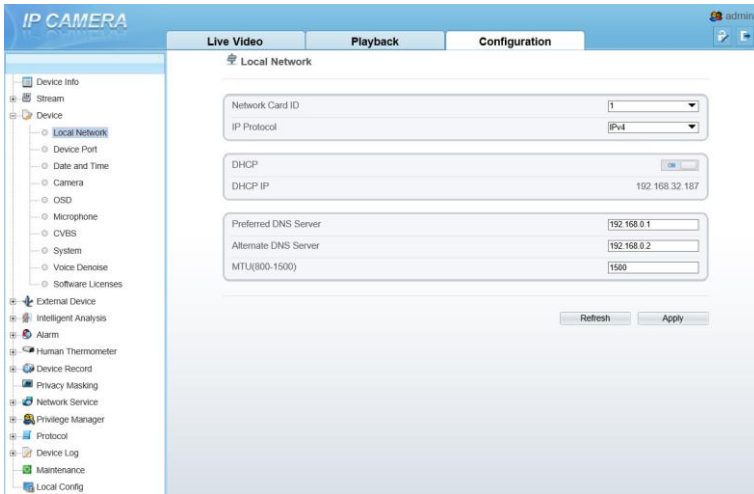 IP CAMERA
admin
Live Video Playback Configuration
Local Network
Device Info
Stream
Device
Local Network
Device Port
Date and Time
Camera
OSD
Microphone
CVBS
System
Voice Denoise
Software Licenses
External Device
Intelligent Analysis
Alarm
Human Thermometer
Device Record
Privacy Masking
Network Service
Privilege Manager
Protocol
Device Log
Maintenance
Local Config
Network Card ID 1
IP Protocol IPv4
DHCP ON
DHCP IP 192.168.32.187
Preferred DNS Server 192.168.0.1
Alternate DNS Server 192.168.0.2
MTU(800-1500) 1500
Refresh Apply